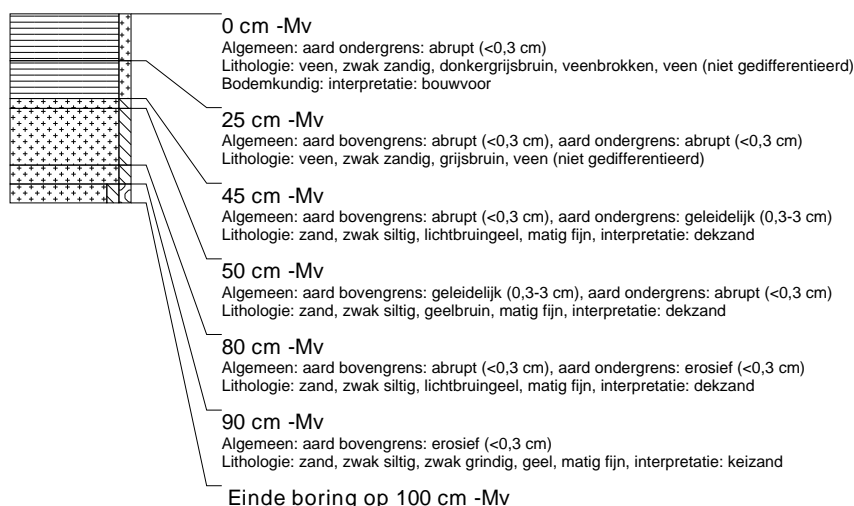 0 cm -Mv
Algemeen: aard ondergrens: abrupt (<0,3 cm)
Lithologie: veen, zwak zandig, donkergrijsbruin, veenbrokken, veen (niet gedifferentieerd)
Bodemkundig: interpretatie: bouwvoor
25 cm -Mv
Algemeen: aard bovengrens: abrupt (<0,3 cm), aard ondergrens: abrupt (<0,3 cm)
Lithologie: veen, zwak zandig, grijsbruin, veen (niet gedifferentieerd)
45 cm -Mv
Algemeen: aard bovengrens: abrupt (<0,3 cm), aard ondergrens: geleidelijk (0,3-3 cm)
Lithologie: zand, zwak siltig, lichtbruingeel, matig fijn, interpretatie: dekzand
50 cm -Mv
Algemeen: aard bovengrens: geleidelijk (0,3-3 cm), aard ondergrens: abrupt (<0,3 cm)
Lithologie: zand, zwak siltig, geelbruin, matig fijn, interpretatie: dekzand
80 cm -Mv
Algemeen: aard bovengrens: abrupt (<0,3 cm), aard ondergrens: erosief (<0,3 cm)
Lithologie: zand, zwak siltig, lichtbruingeel, matig fijn, interpretatie: dekzand
90 cm -Mv
Algemeen: aard bovengrens: erosief (<0,3 cm)
Lithologie: zand, zwak siltig, zwak grindig, geel, matig fijn, interpretatie: keizand
Einde boring op 100 cm -Mv